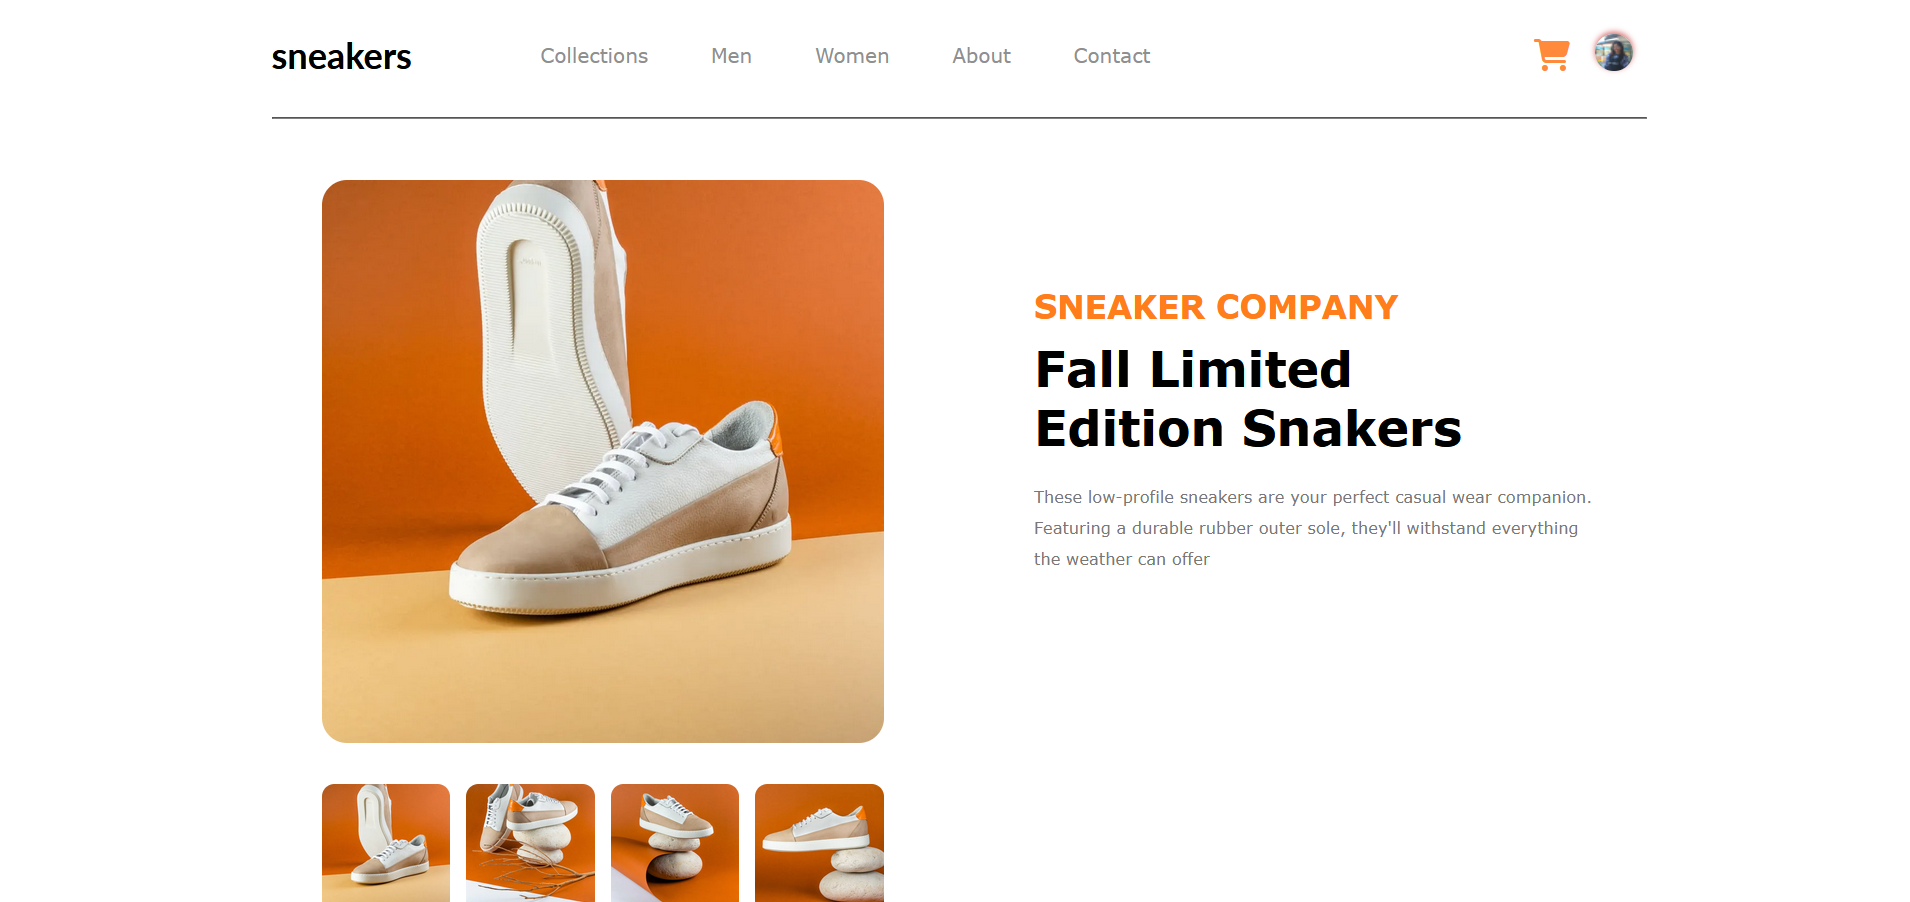 sneakers
Collections
Men
Women
About
Contact
SNEAKER COMPANY
Fall Limited
Edition Snakers
These low-profile sneakers are your perfect casual wear companion.
Featuring a durable rubber outer sole, they'll withstand everything
the weather can offer